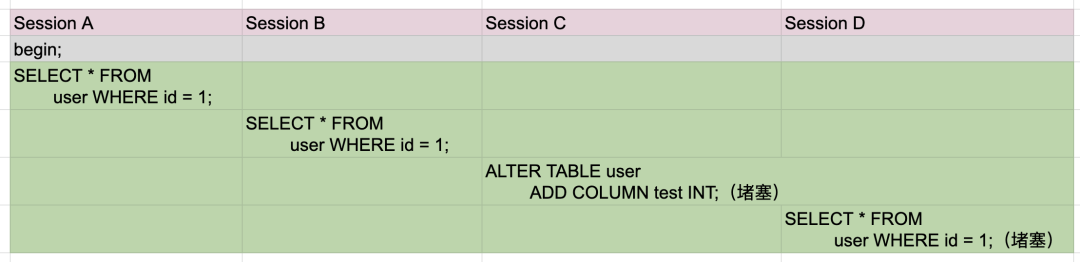 Session A Session B Session C Session D
begin;
SELECT * FROM
user WHERE id = 1;
SELECT * FROM
user WHERE id = 1;
ALTER TABLE user
ADD COLUMN test INT;（堵塞）
SELECT * FROM
user WHERE id = 1;（堵塞）